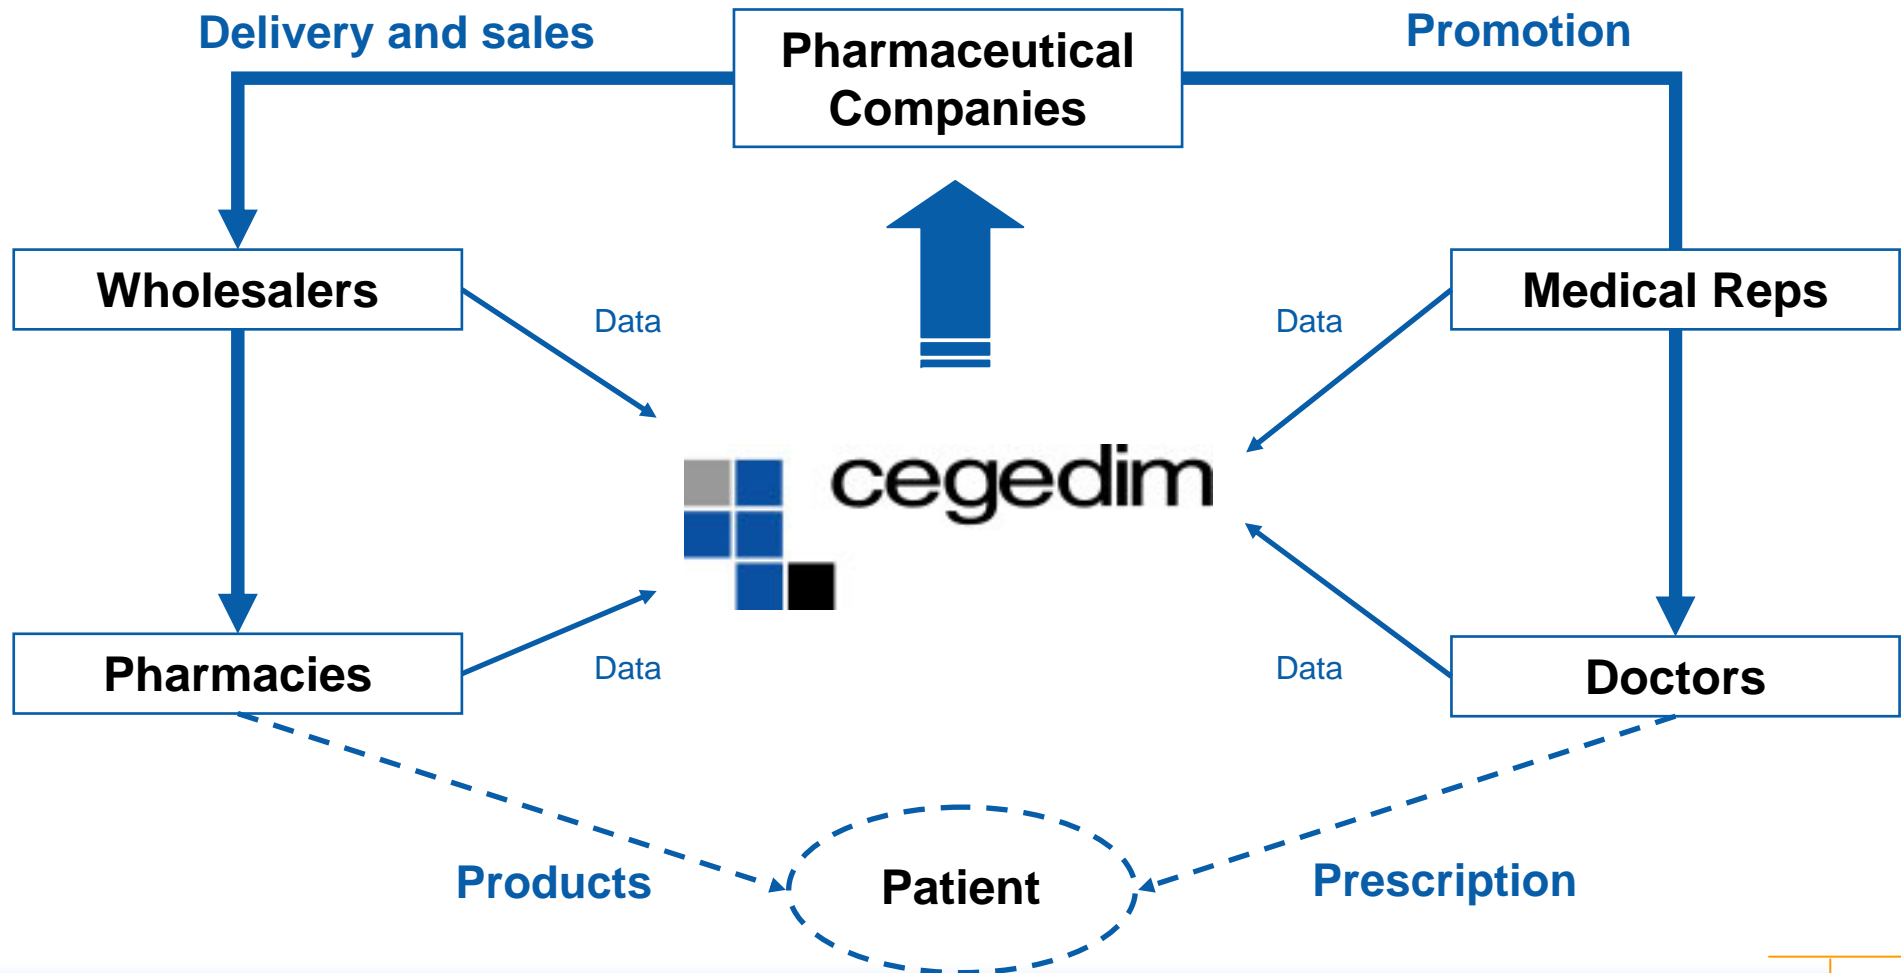 Delivery and sales
Pharmaceutical
Companies
Promotion
Wholesalers
Medical Reps
Data
Data
cegedim
Pharmacies
Data
Data
Doctors
Products
Patient
Prescription